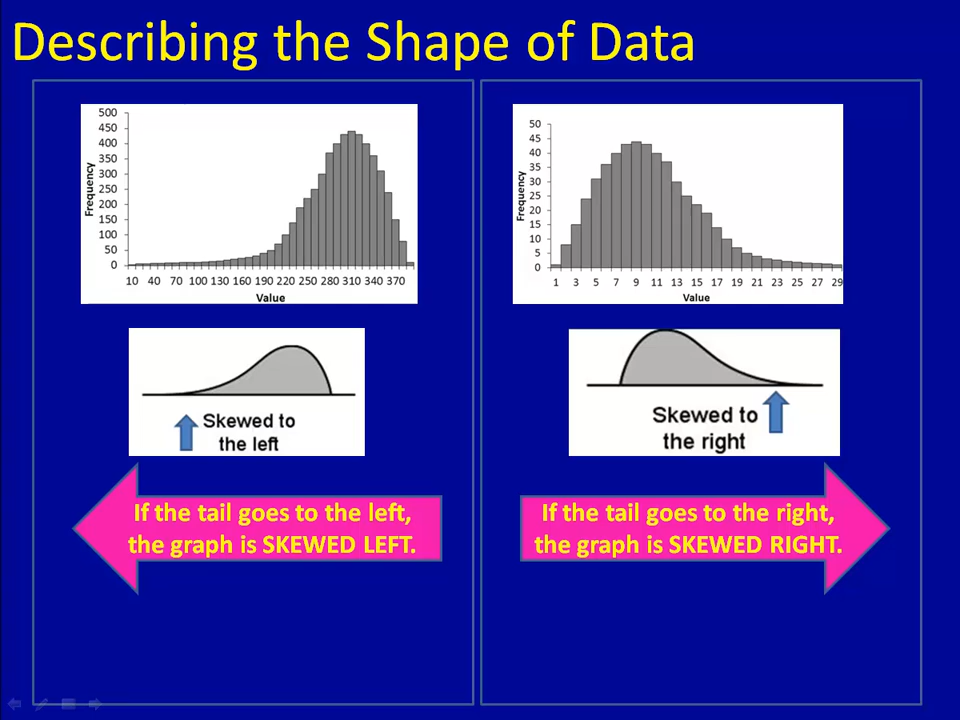 Describing the Shape of Data
500
450
400
350
300
250
200
150
100
50
0
Frequency
10 40 70 100 130 160 190 220 250 280 310 340 370
Value
50
45
40
35
30
25
20
15
10
5
0
Frequency
1 3 5 7 9 11 13 15 17 19 21 23 25 27 29
Value
Skewed to
the left
Skewed to
the right
If the tail goes to the left,
the graph is SKEWED LEFT.
If the tail goes to the right,
the graph is SKEWED RIGHT.